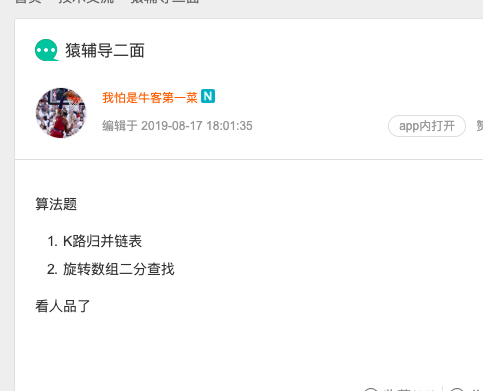 猿辅导二面
我怕是牛客第一菜 N
编辑于 2019-08-17 18:01:35
app内打开
算法题
1. K路归并链表
2. 旋转数组二分查找
看人品了